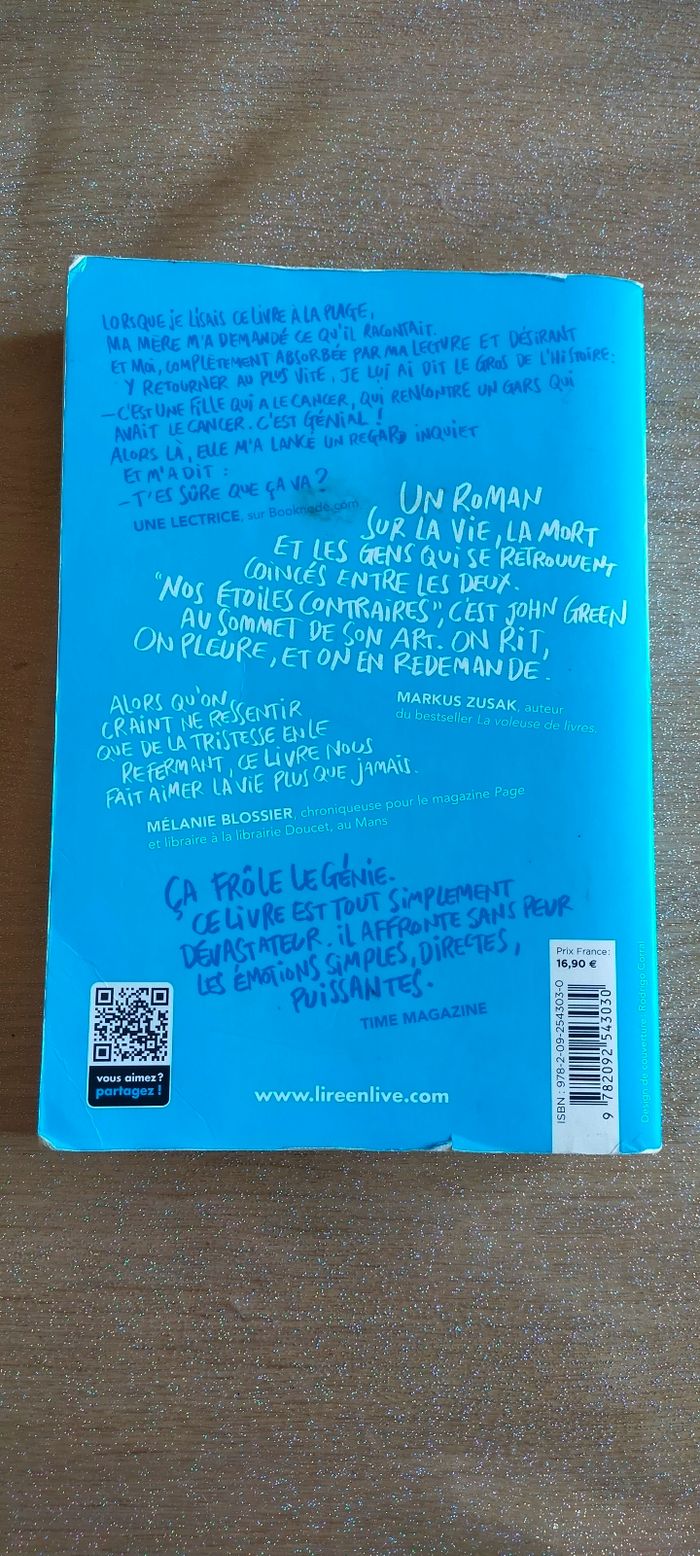 LORSQUE JE LISAIS CE LIVRE À LA PLAGE,
MA MÈRE M'A DEMANDÉ CE QU'IL RACONTAIT.
ET MOI, COMPLÈTEMENT ABSORBÉE PAR MA LECTURE ET DÉSIRANT
Y RETOURNER AU PLUS VITE, JE LUI AI DIT LE GROS DE L'HISTOIRE:
—C'EST UNE FILLE QUI A LE CANCER, QUI RENCONTRE UN GARS QUI
AVAIT LE CANCER. C'EST GÉNIAL !
ALORS LÀ, ELLE M'A LANCÉ UN REGARD INQUIET
ET M'A DIT :
—T'ES SÛRE QUE ÇA VA ?
UNE LECTRICE, sur Booknode.com
UN ROMAN
SUR LA VIE, LA MORT
ET LES GENS QUI SE RETROUVENT
COINCÉS ENTRE LES DEUX.
"NOS ÉTOILES CONTRAIRES", C'EST JOHN GREEN
AU SOMMET DE SON ART. ON RIT,
ON PLEURE, ET ON EN REDEMANDE.
MARKUS ZUSAK, auteur
du bestseller La voleuse de livres.
ALORS QU'ON
CRAINT NE RESSENTIR
QUE DE LA TRISTESSE EN LE
REFERMANT, CE LIVRE NOUS
FAIT AIMER LA VIE PLUS QUE JAMAIS.
MÉLANIE BLOSSIER, chroniqueuse pour le magazine Page
et libraire à la librairie Doucet, au Mans
ÇA FRÔLE LE GÉNIE.
CE LIVRE EST TOUT SIMPLEMENT
DÉVASTATEUR. IL AFFRONTE SANS PEUR
LES ÉMOTIONS SIMPLES, DIRECTES,
PUISSANTES.
TIME MAGAZINE
vous aimez?
partagez !
www.lireenlive.com
Prix France:
16,90 €
ISBN : 978-2-09-254303-0
9 782092 543030
Design de couverture : Rodrigo Corral